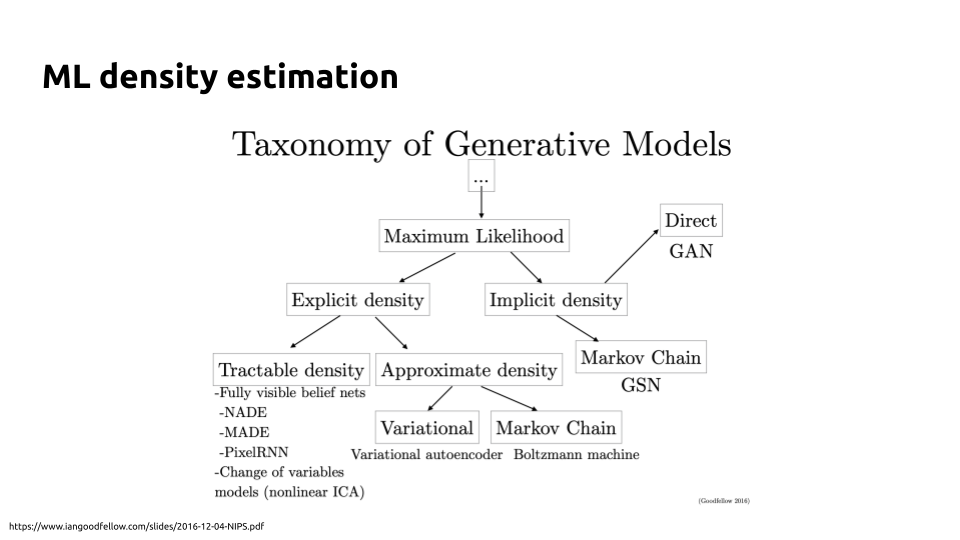 ML density estimation
Taxonomy of Generative Models
...
Direct
Maximum Likelihood
GAN
Explicit density
Implicit density
Markov Chain
GSN
Tractable density
Approximate density
-Fully visible belief nets
-NADE
-MADE
-PixelRNN
-Change of variables
models (nonlinear ICA)
Variational
Markov Chain
Variational autoencoder
Boltzmann machine
(Goodfellow 2016)
https://www.iangoodfellow.com/slides/2016-12-04-NIPS.pdf